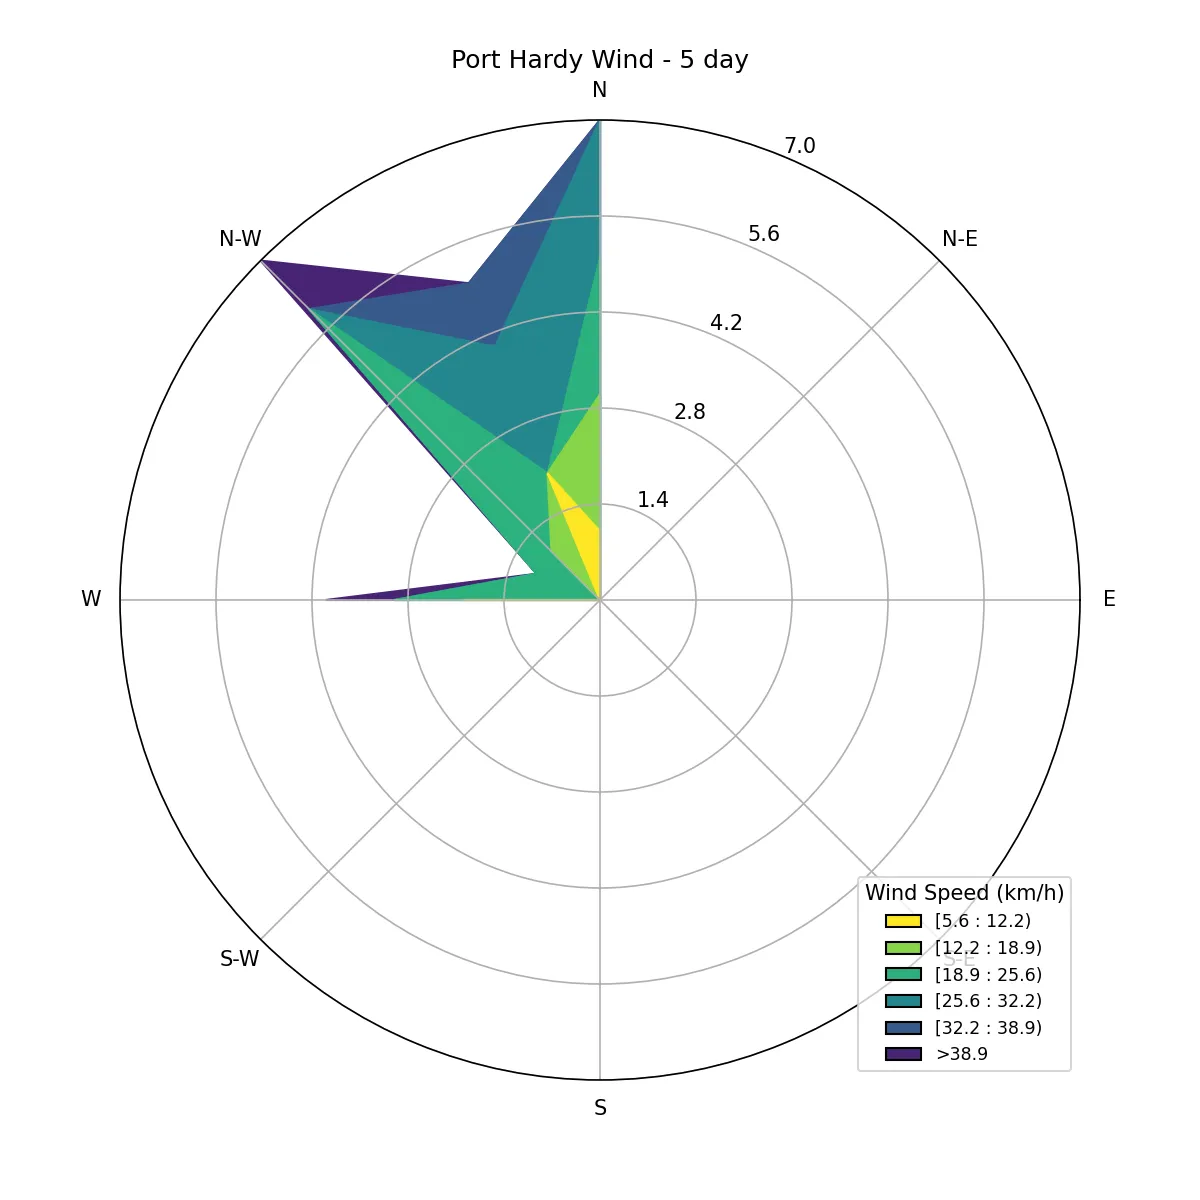 Port Hardy Wind - 5 day
N
7.0
N-W
5.6
N-E
4.2
2.8
1.4
W
E
Wind Speed (km/h)
[5.6 : 12.2)
[12.2 : 18.9)
S-W
S-E
[18.9 : 25.6)
[25.6 : 32.2)
[32.2 : 38.9)
>38.9
S